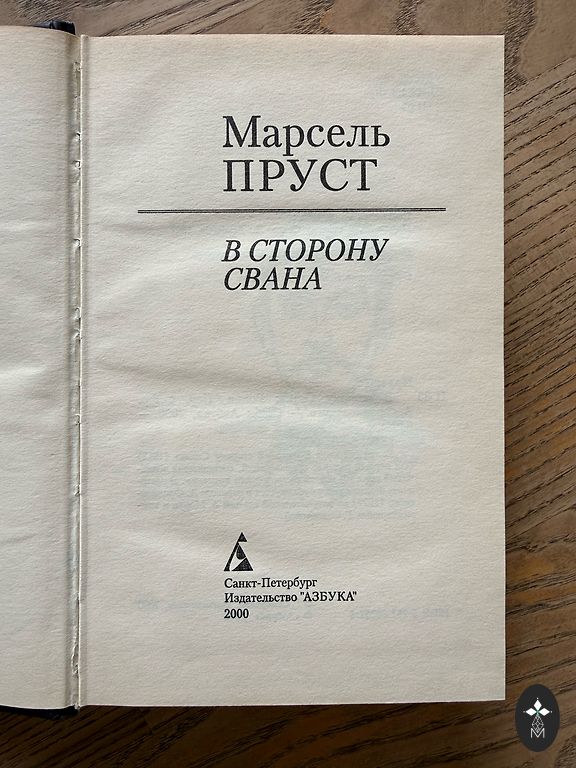 Марсель
ПРУСТ
В СТОРОНУ
СВАНА
Санкт-Петербург
Издательство "АЗБУКА"
2000
M